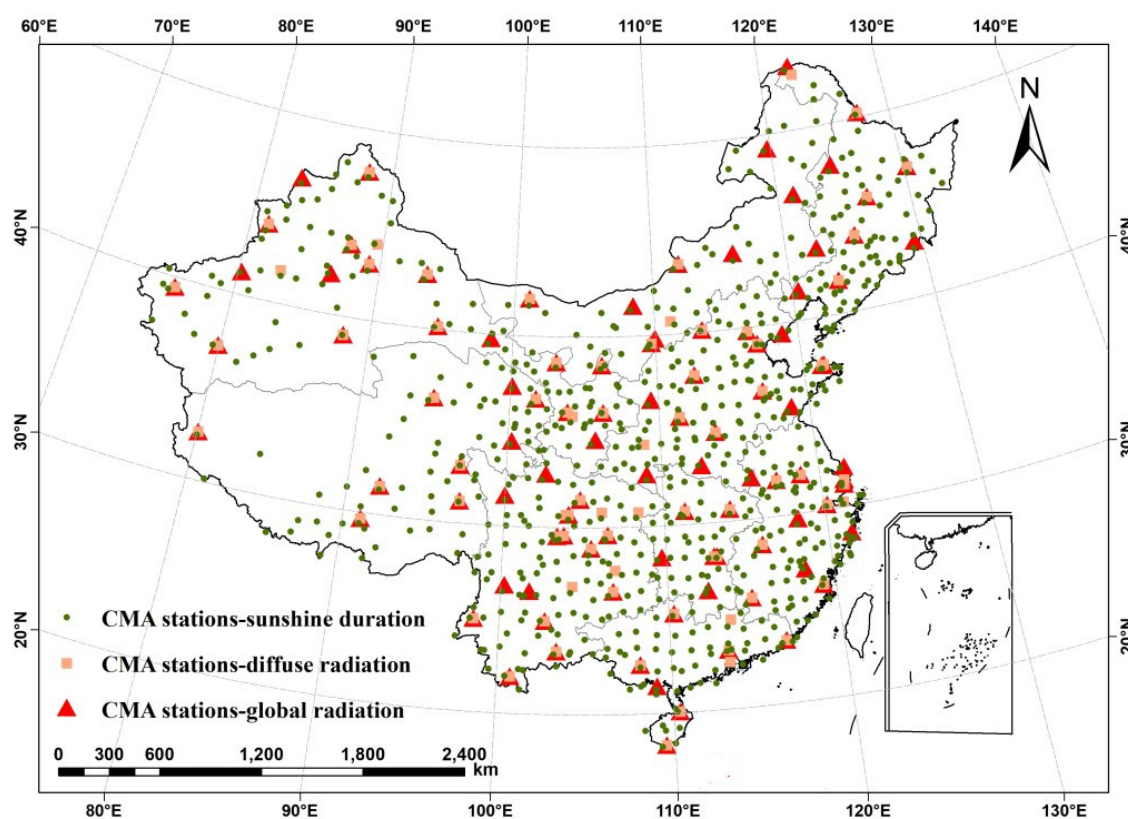 60°E 70°E 80°E 90°E 100°E 110°E 120°E 130°E 140°E
N
40°N 40°N
30°N 30°N
20°N 20°N
CMA stations-sunshine duration
CMA stations-diffuse radiation
CMA stations-global radiation
0 300 600 1,200 1,800 2,400
km
80°E 90°E 100°E 110°E 120°E 130°E